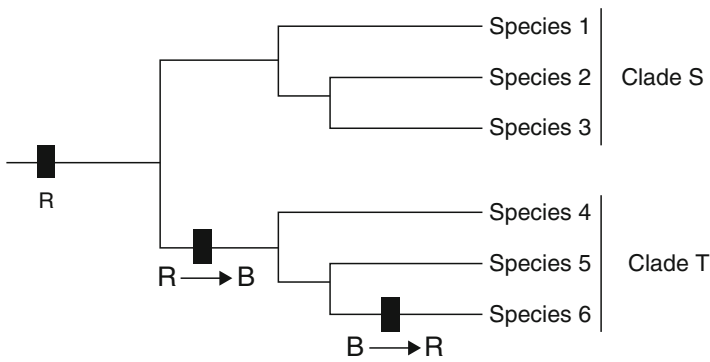 Species 1
Species 2
Clade S
Species 3
R
Species 4
R → B
Species 5
Clade T
Species 6
B → R